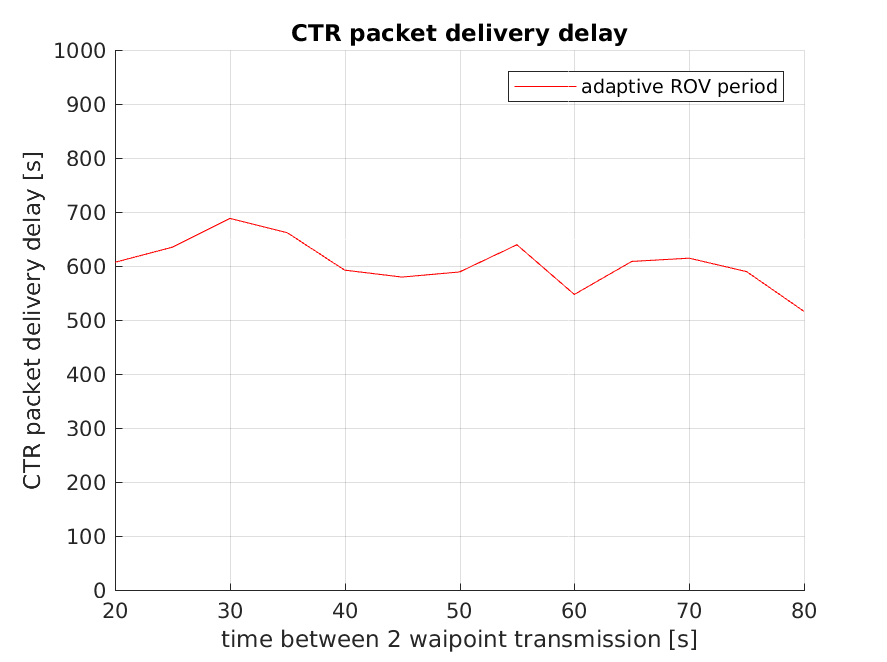 CTR packet delivery delay
adaptive ROV period
CTR packet delivery delay [s]
1000
900
800
700
600
500
400
300
200
100
0
20 30 40 50 60 70 80
time between 2 waipoint transmission [s]